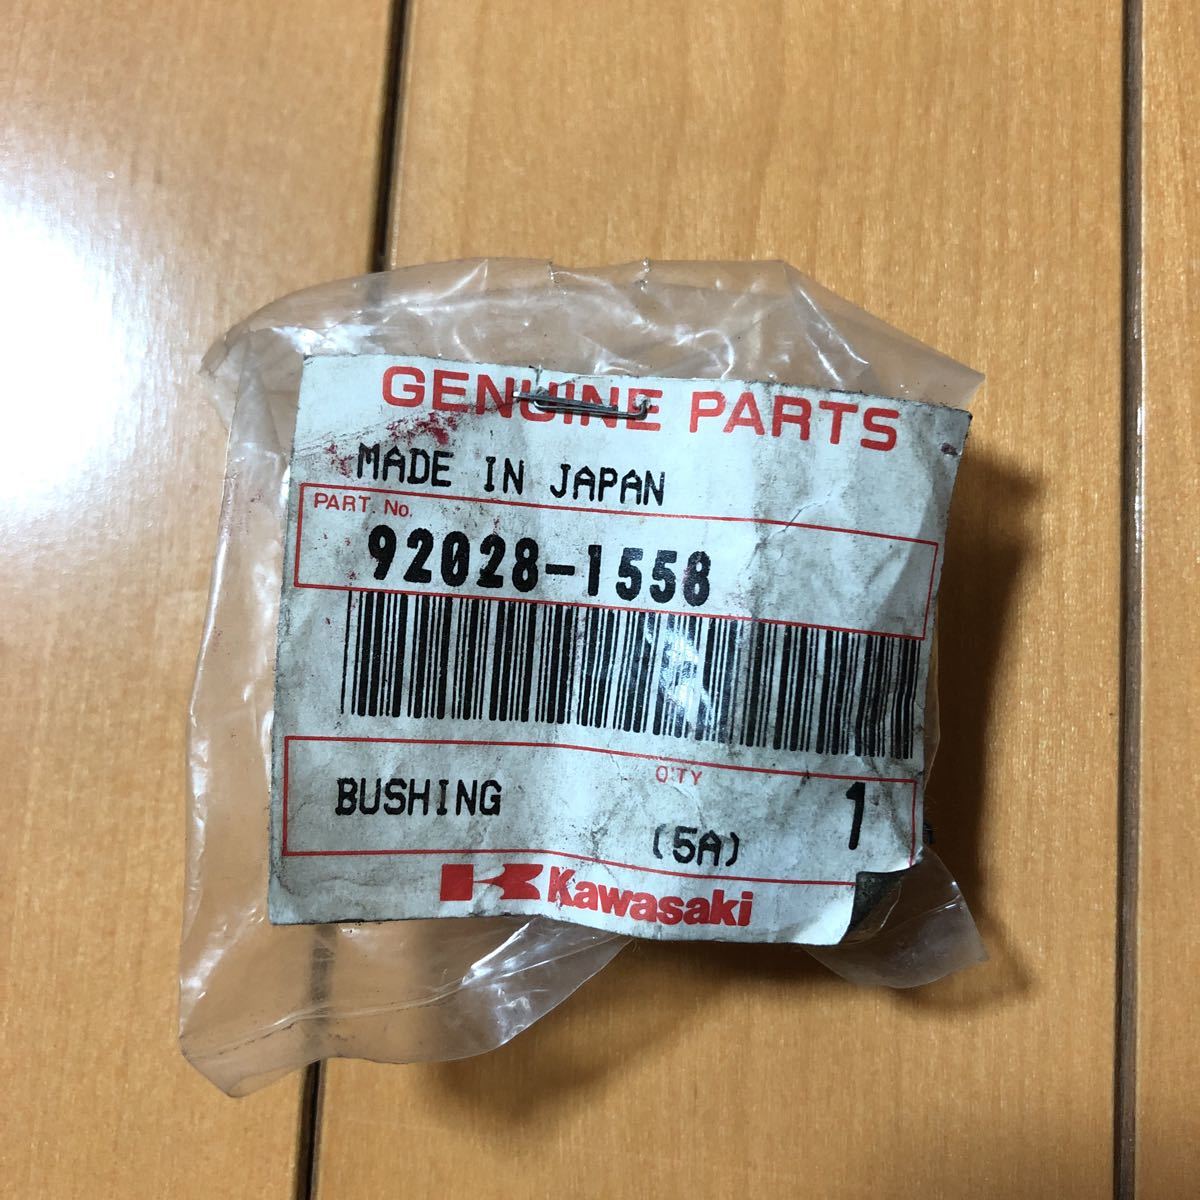 GENUINE PARTS
MADE IN JAPAN
PART No.
92028-1558
Q'TY
BUSHING 1
(5A)
Kawasaki